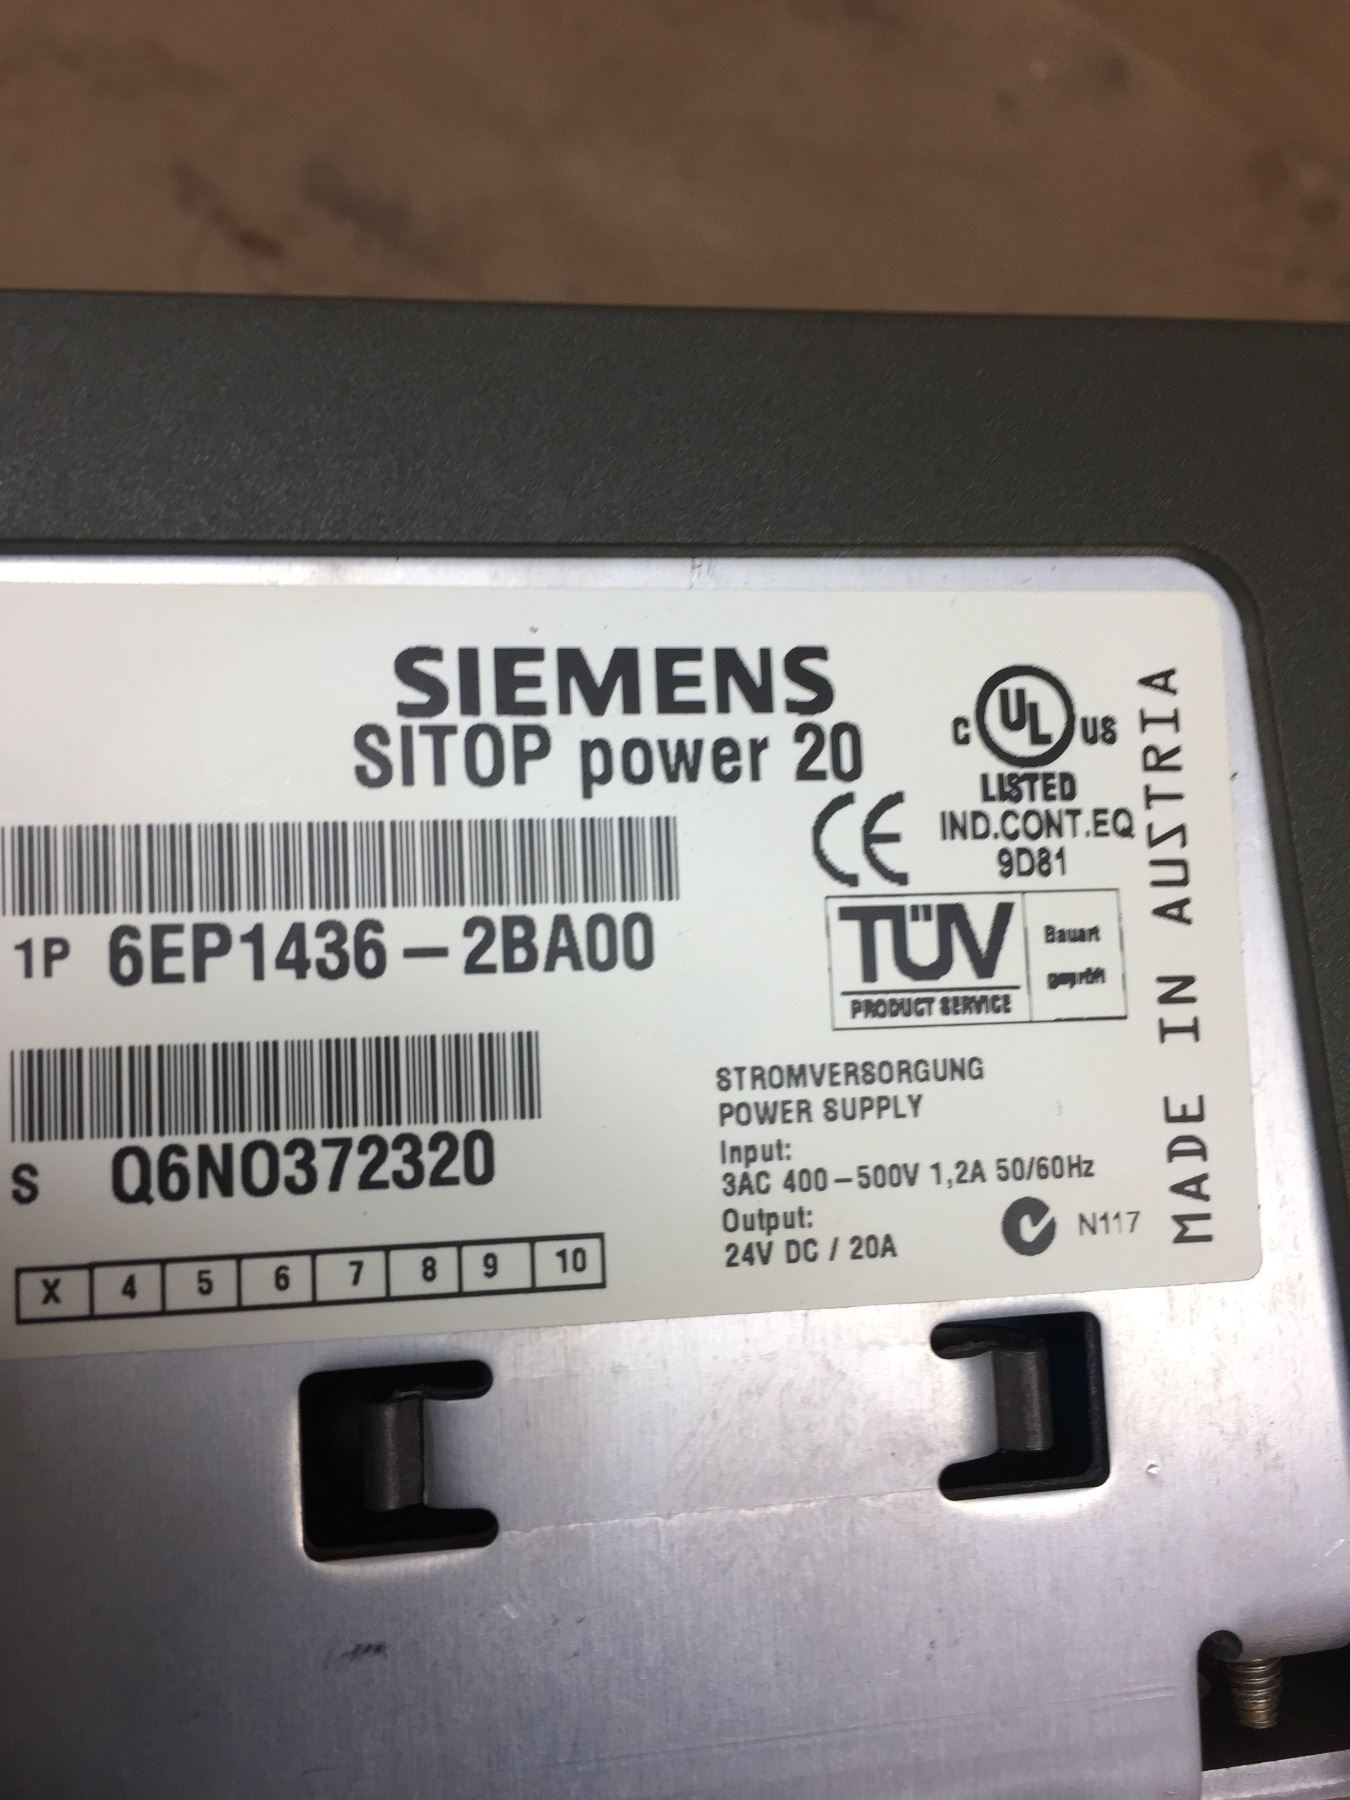 SIEMENS
SITOP power 20
C UL US
LISTED
IND.CONT.EQ
9D81
CE
1P 6EP1436-2BA00
TÜV
PRODUCT SERVICE
Bauart
geprüft
S Q6N0372320
X 4 5 6 7 8 9 10
STROMVERSORGUNG
POWER SUPPLY
Input:
3AC 400-500V 1,2A 50/60Hz
Output:
24V DC / 20A
N117
MADE IN AUSTRIA